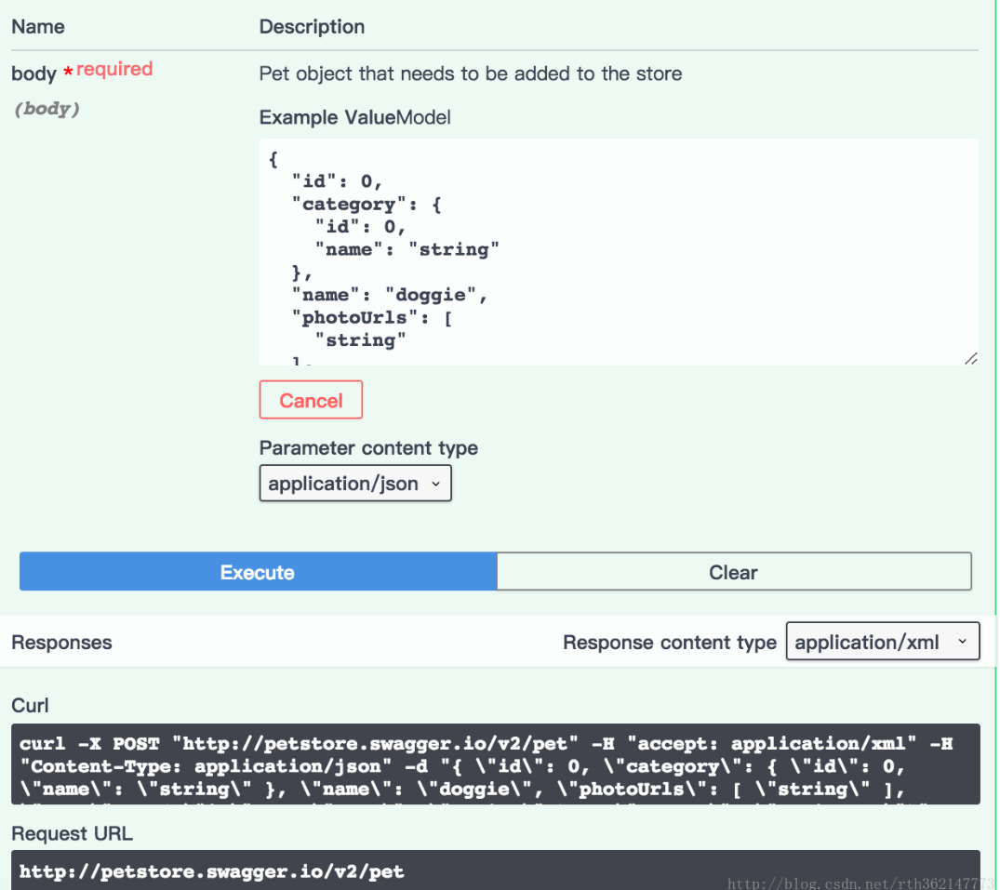 Name Description
body * required Pet object that needs to be added to the store
(body)
Example ValueModel
{
"id": 0,
"category": {
"id": 0,
"name": "string"
},
"name": "doggie",
"photoUrls": [
"string"
],
Cancel
Parameter content type
application/json
Execute Clear
Responses Response content type application/xml
Curl
curl -X POST "http://petstore.swagger.io/v2/pet" -H "accept: application/xml" -H
"Content-Type: application/json" -d "{ \"id\": 0, \"category\": { \"id\": 0,
\"name\": \"string\" }, \"name\": \"doggie\", \"photoUrls\": [ \"string\" ],
Request URL
http://petstore.swagger.io/v2/pet
http://blog.csdn.net/rth362147773